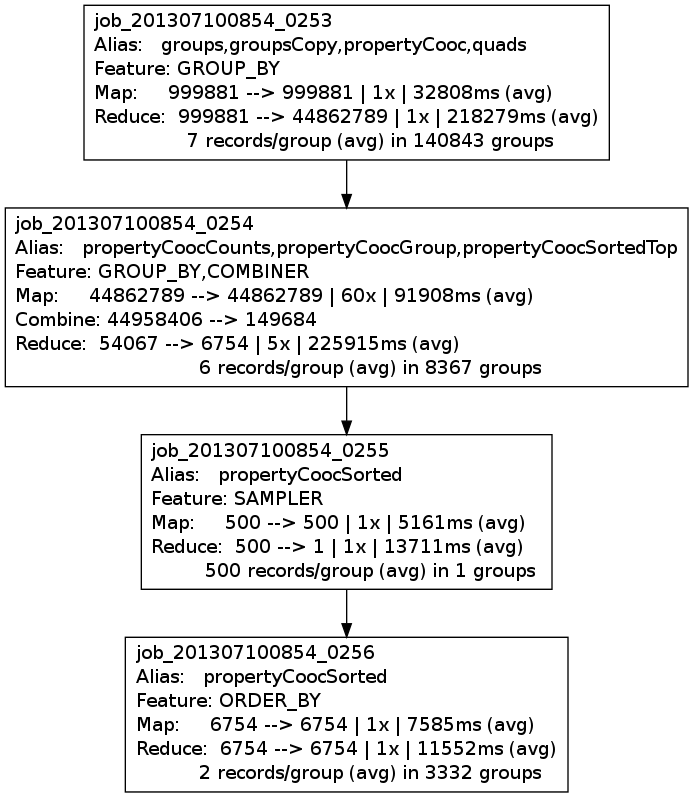 job_201307100854_0253
Alias: groups,groupsCopy,propertyCooc,quads
Feature: GROUP_BY
Map: 999881 --> 999881 | 1x | 32808ms (avg)
Reduce: 999881 --> 44862789 | 1x | 218279ms (avg)
7 records/group (avg) in 140843 groups
job_201307100854_0254
Alias: propertyCoocCounts,propertyCoocGroup,propertyCoocSortedTop
Feature: GROUP_BY,COMBINER
Map: 44862789 --> 44862789 | 60x | 91908ms (avg)
Combine: 44958406 --> 149684
Reduce: 54067 --> 6754 | 5x | 225915ms (avg)
6 records/group (avg) in 8367 groups
job_201307100854_0255
Alias: propertyCoocSorted
Feature: SAMPLER
Map: 500 --> 500 | 1x | 5161ms (avg)
Reduce: 500 --> 1 | 1x | 13711ms (avg)
500 records/group (avg) in 1 groups
job_201307100854_0256
Alias: propertyCoocSorted
Feature: ORDER_BY
Map: 6754 --> 6754 | 1x | 7585ms (avg)
Reduce: 6754 --> 6754 | 1x | 11552ms (avg)
2 records/group (avg) in 3332 groups